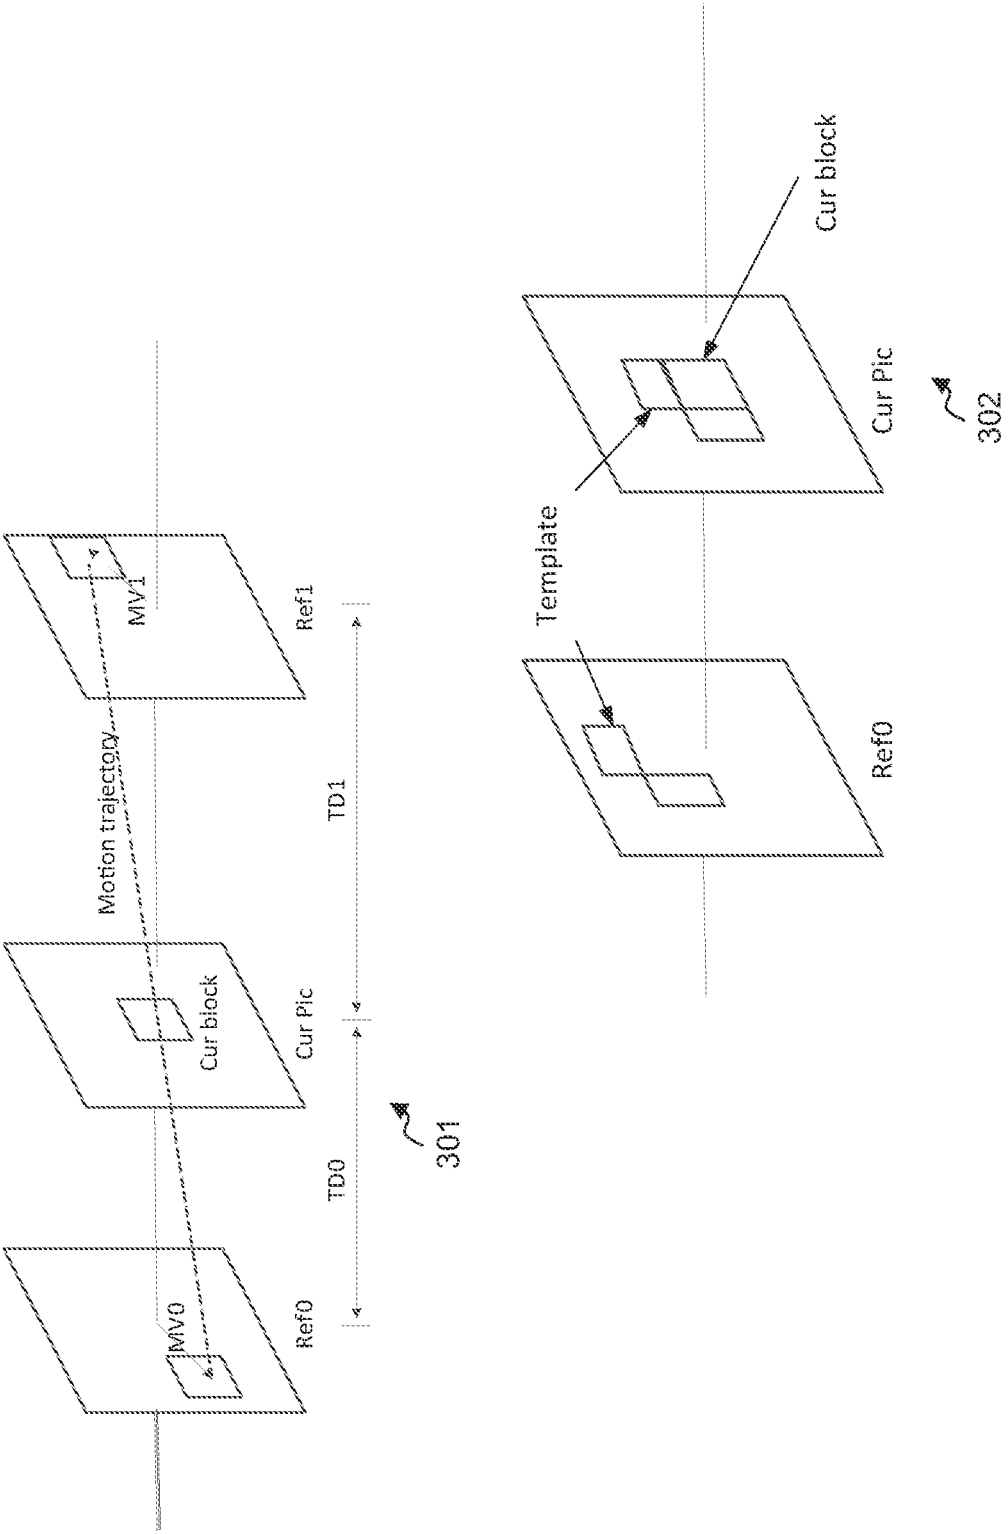 MV0
MV1
Motion trajectory
Cur block
Ref0
Cur Pic
Ref1
TD0
TD1
301
Template
Cur block
Ref0
Cur Pic
302